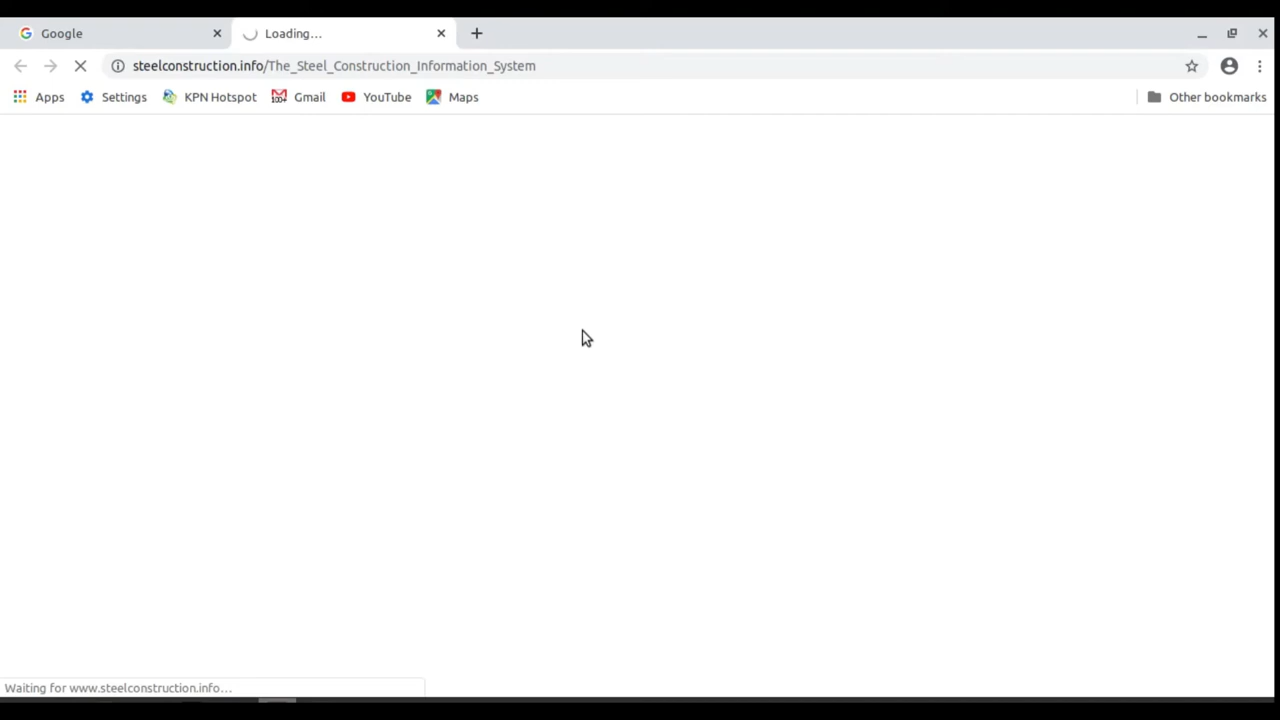 Google
Loading…
steelconstruction.info/The_Steel_Construction_Information_System
Apps Settings KPN Hotspot 100+ Gmail YouTube Maps Other bookmarks
Waiting for www.steelconstruction.info…